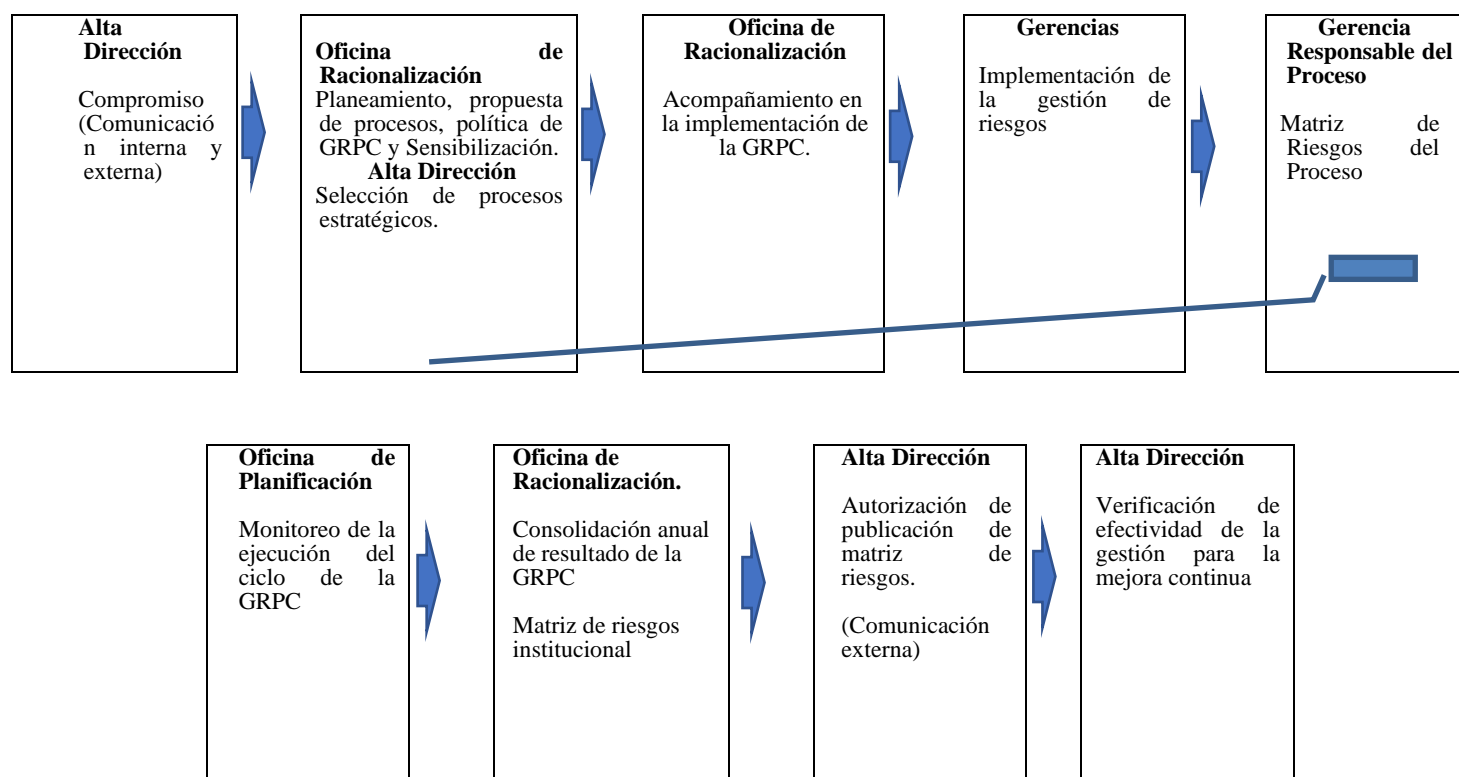 Alta
Dirección
Compromiso
(Comunicació
n interna y
externa)
Oficina de
Racionalización
Planeamiento, propuesta
de procesos, política de
GRPC y Sensibilización.
Alta Dirección
Selección de procesos
estratégicos.
Oficina de
Racionalización
Acompañamiento en
la implementación de
la GRPC.
Gerencias
Implementación de
la gestión de
riesgos
Gerencia
Responsable del
Proceso
Matriz de
Riesgos del
Proceso
Oficina de
Planificación
Monitoreo de la
ejecución del
ciclo de la
GRPC
Oficina de
Racionalización.
Consolidación anual
de resultado de la
GRPC
Matriz de riesgos
institucional
Alta Dirección
Autorización de
publicación de
matriz de
riesgos.
(Comunicación
externa)
Alta Dirección
Verificación de
efectividad de la
gestión para la
mejora continua